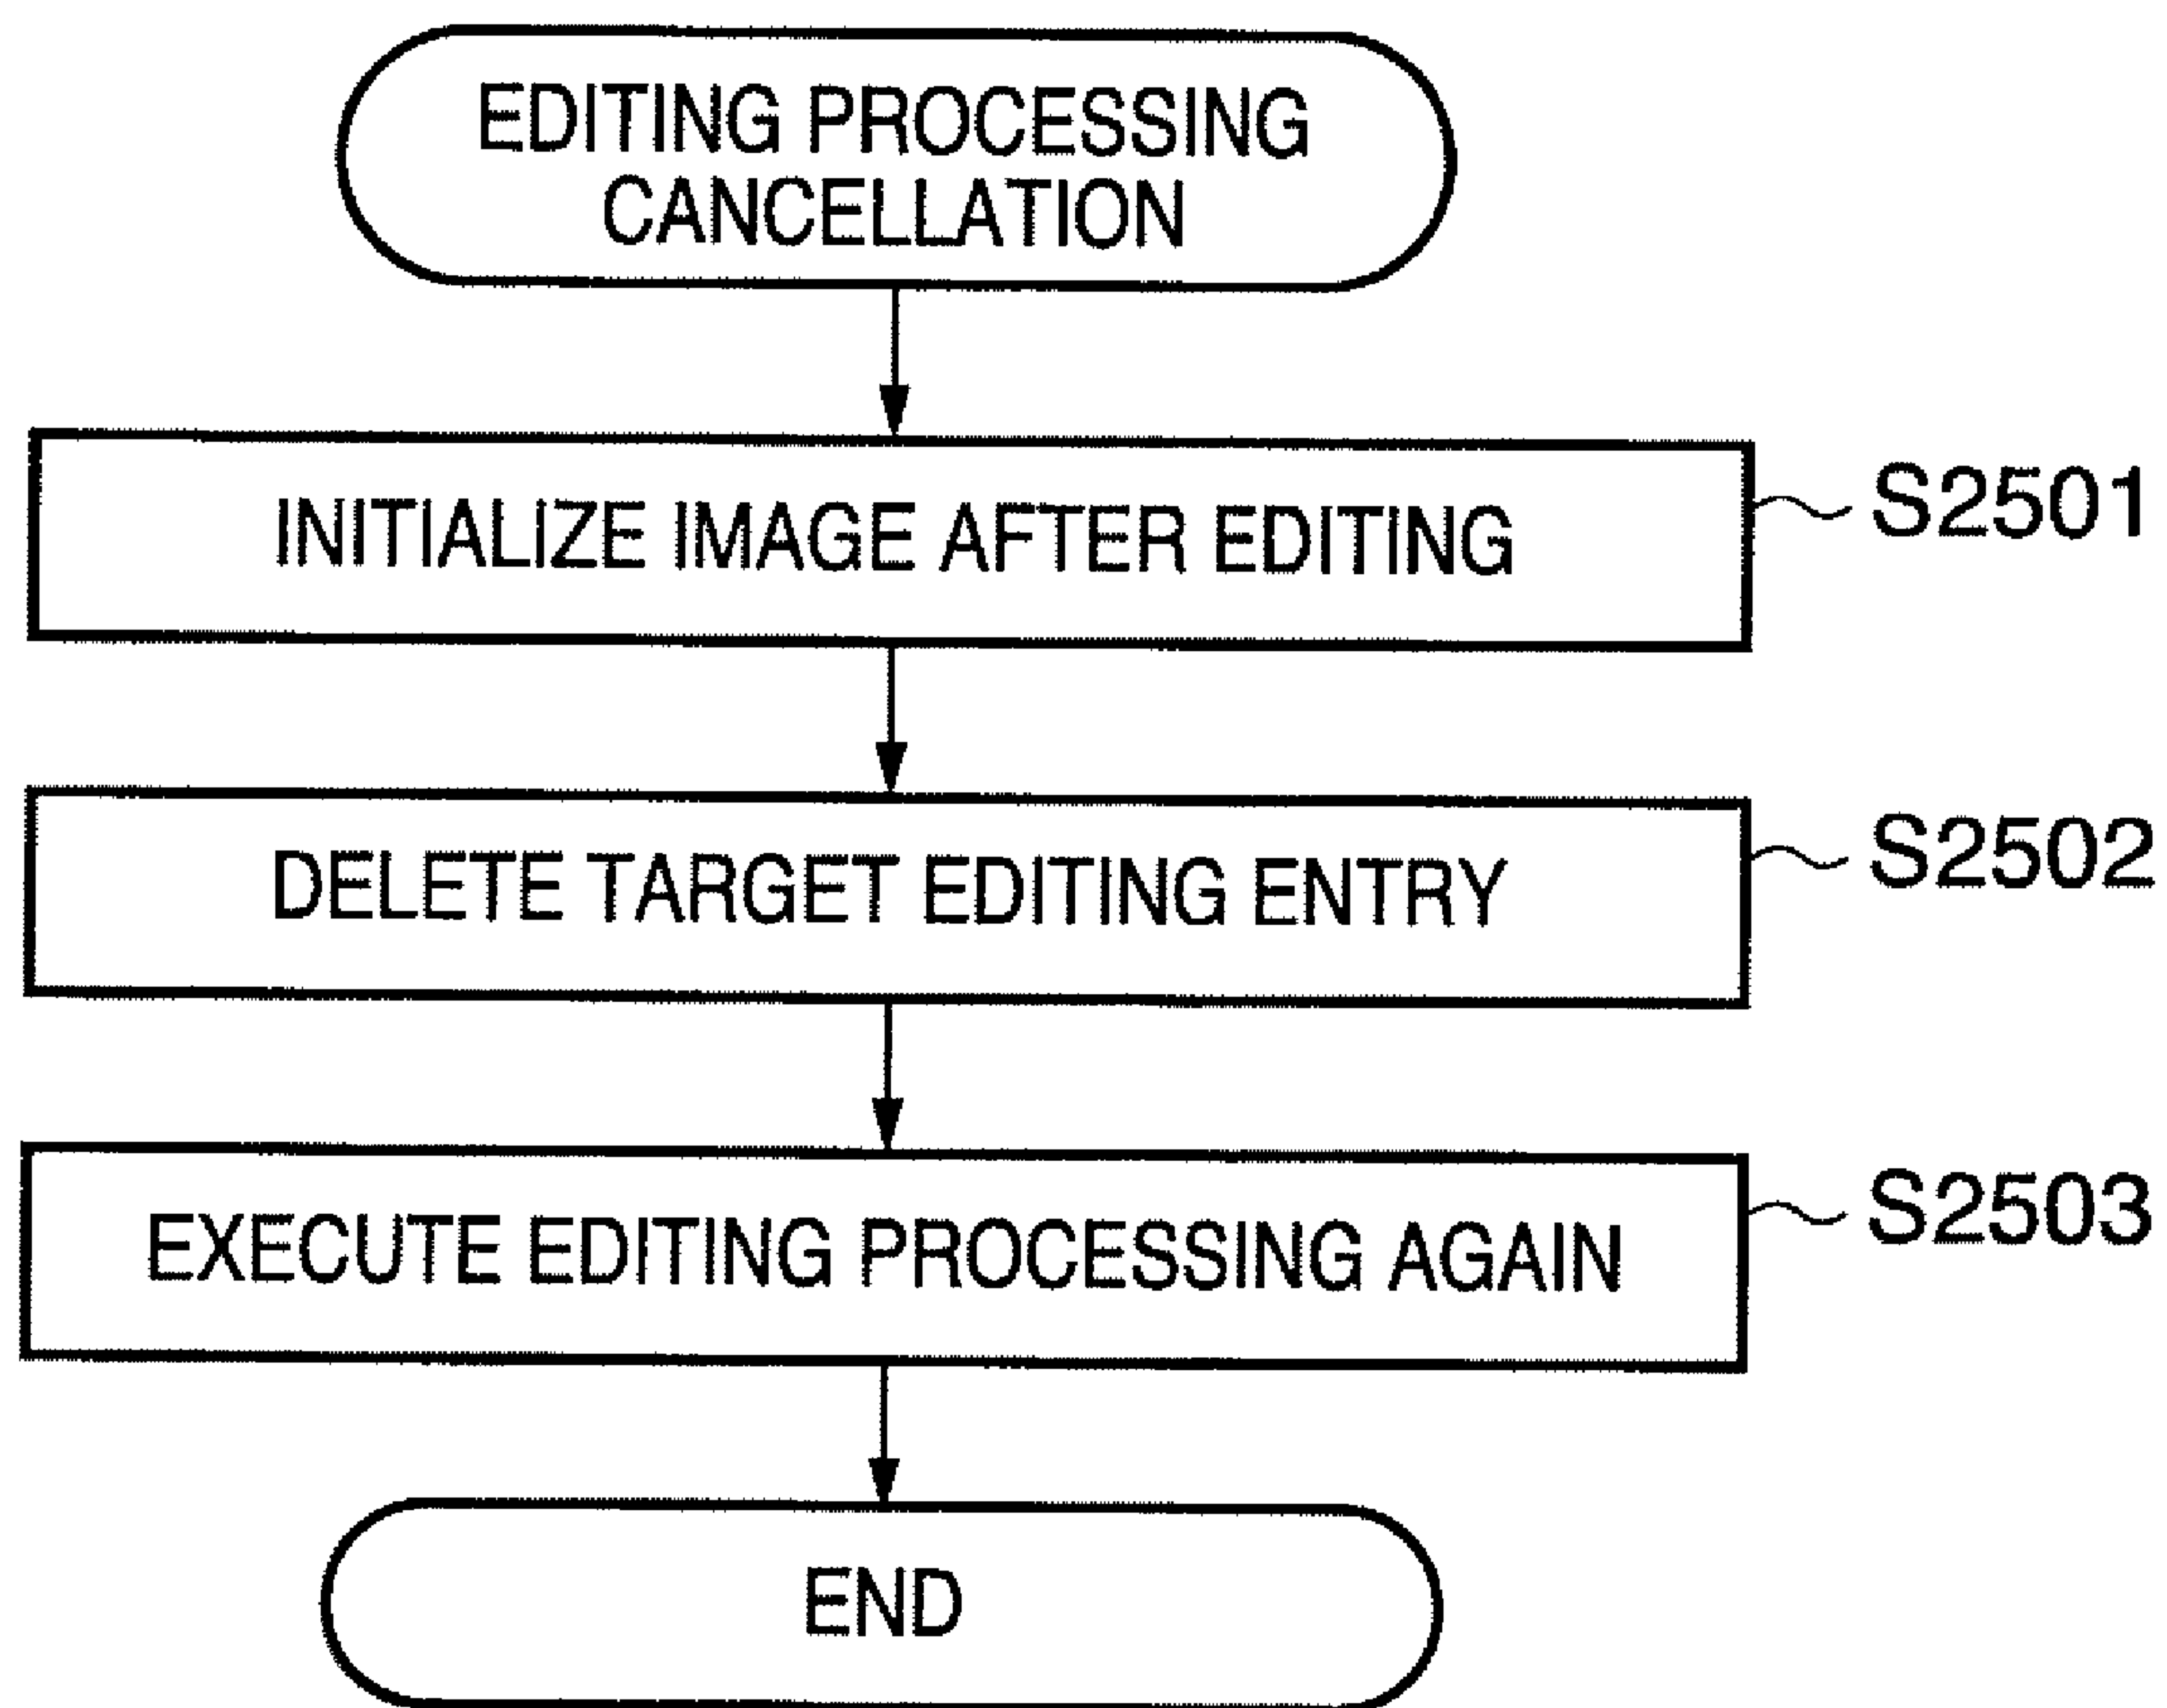 EDITING PROCESSING
CANCELLATION
INITIALIZE IMAGE AFTER EDITING
S2501
DELETE TARGET EDITING ENTRY
S2502
EXECUTE EDITING PROCESSING AGAIN
S2503
END